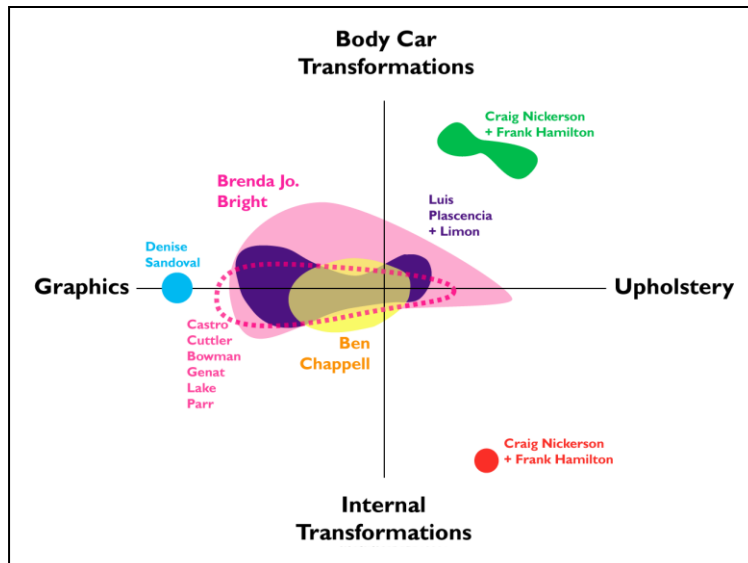 Body Car
Transformations
Craig Nickerson
+ Frank Hamilton
Brenda Jo.
Bright
Luis
Plascencia
+ Limon
Denise
Sandoval
Graphics
Upholstery
Castro
Cuttler
Bowman
Genat
Lake
Parr
Ben
Chappell
Craig Nickerson
+ Frank Hamilton
Internal
Transformations